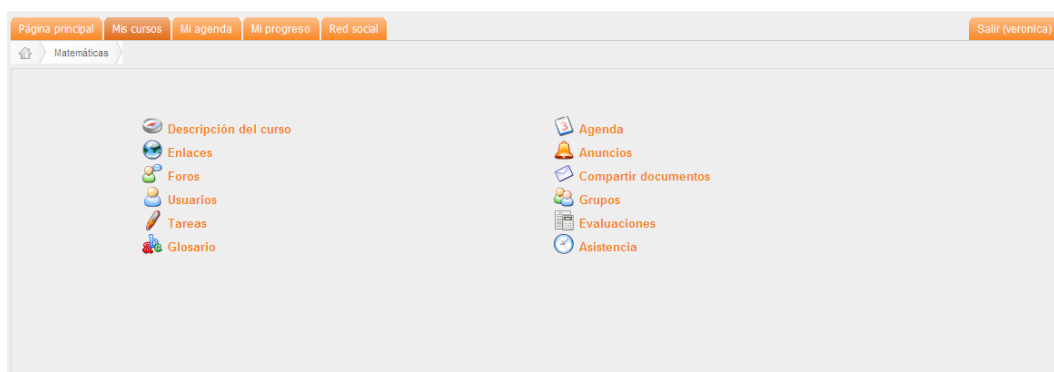 Página principal Mis cursos Mi agenda Mi progreso Red social Salir (veronica)
Matemáticas
Descripción del curso
Enlaces
Foros
Usuarios
Tareas
Glosario
3 Agenda
Anuncios
Compartir documentos
Grupos
Evaluaciones
Asistencia